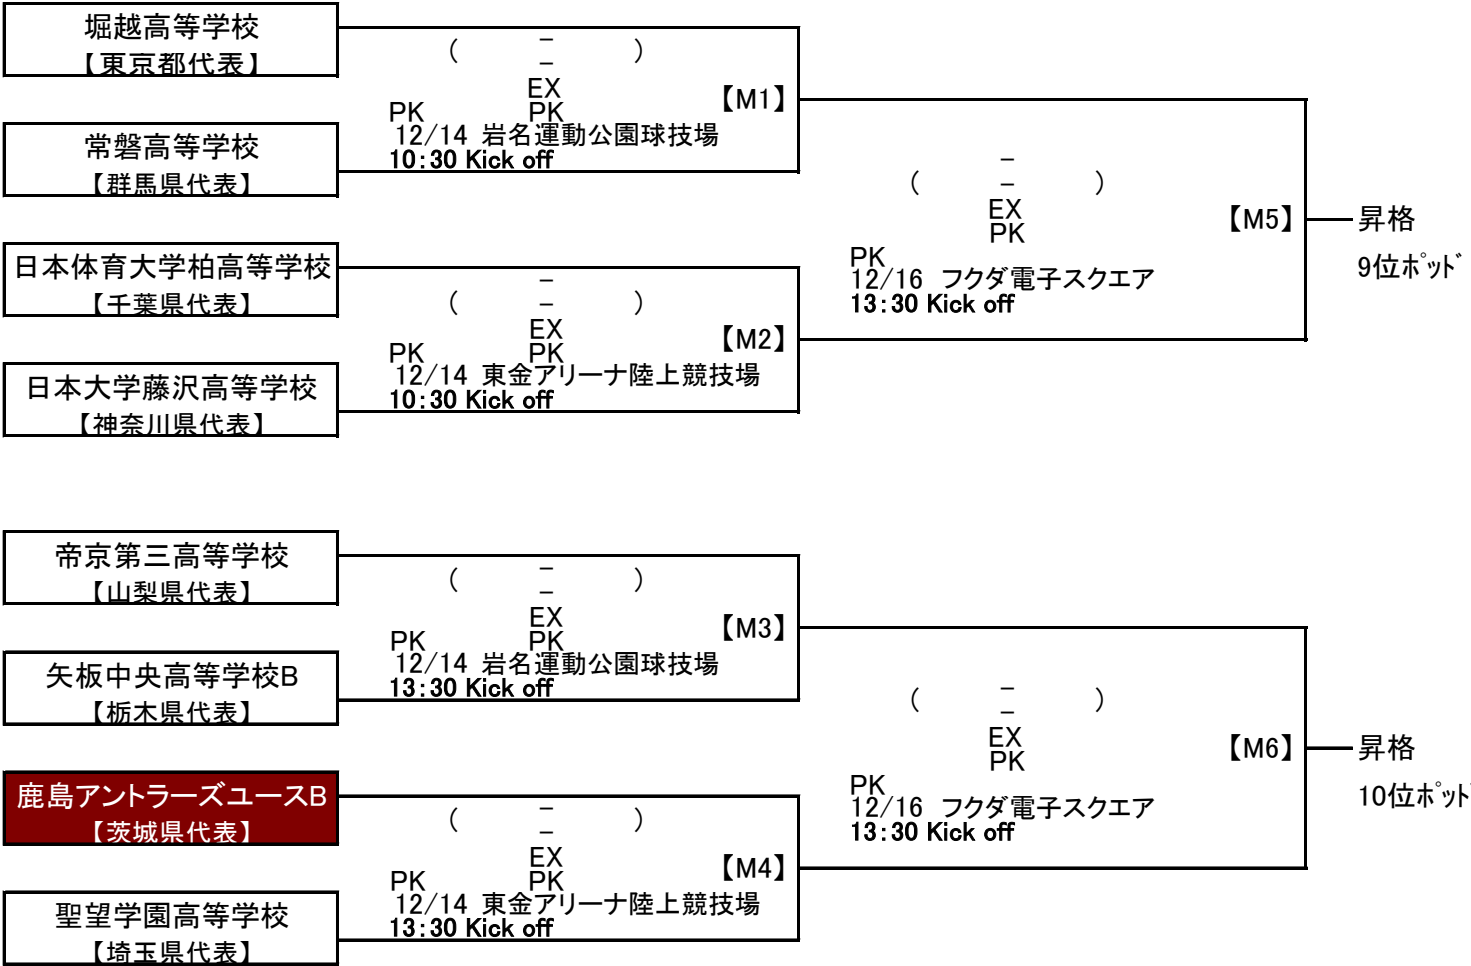 堀越高等学校
【東京都代表】
( － )
－
EX
PK PK
【M1】
12/14 岩名運動公園球技場
10:30 Kick off
常磐高等学校
【群馬県代表】
－
( － )
EX
PK
【M5】
PK
12/16 フクダ電子スクエア
13:30 Kick off
昇格
9位ﾎﾟｯﾄﾞ
日本体育大学柏高等学校
【千葉県代表】
－
( － )
EX
PK PK
【M2】
12/14 東金アリーナ陸上競技場
10:30 Kick off
日本大学藤沢高等学校
【神奈川県代表】
帝京第三高等学校
【山梨県代表】
－
( － )
EX
PK PK
【M3】
12/14 岩名運動公園球技場
13:30 Kick off
矢板中央高等学校B
【栃木県代表】
－
( － )
EX
PK
【M6】
PK
12/16 フクダ電子スクエア
13:30 Kick off
昇格
10位ﾎﾟｯﾄﾞ
鹿島アントラーズユースB
【茨城県代表】
－
( － )
EX
PK PK
【M4】
12/14 東金アリーナ陸上競技場
13:30 Kick off
聖望学園高等学校
【埼玉県代表】